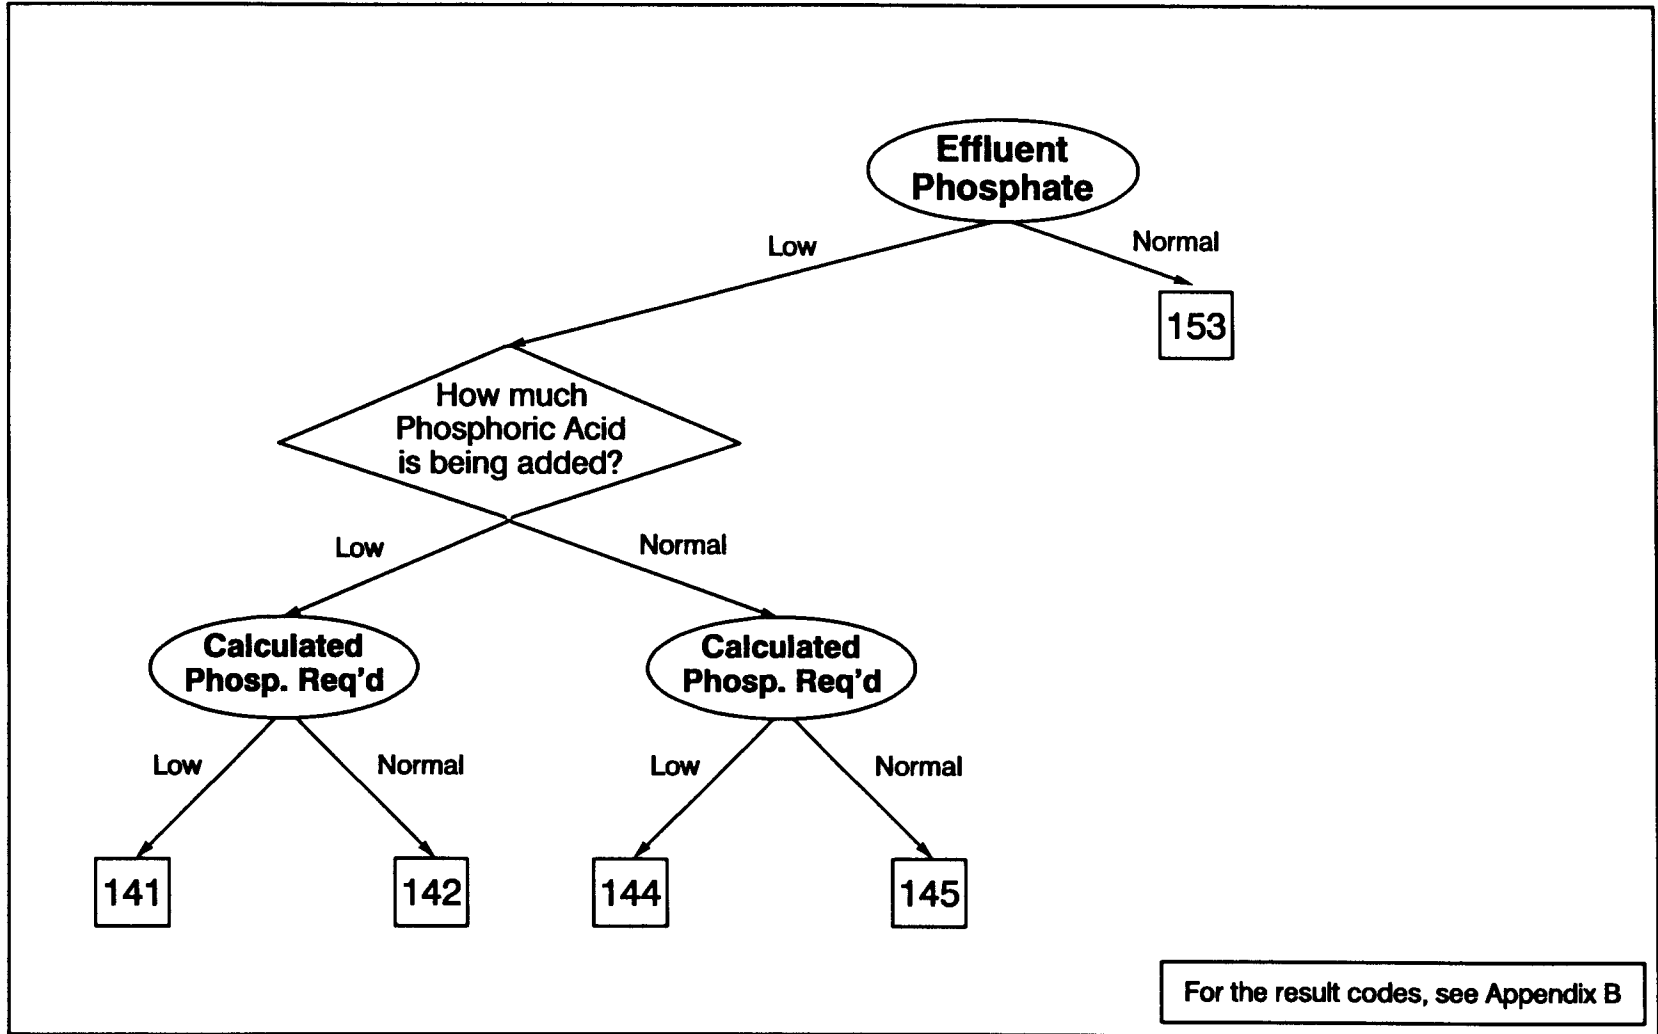 Effluent
Phosphate
Low
Normal
153
How much
Phosphoric Acid
is being added?
Low
Normal
Calculated
Phosp. Req'd
Calculated
Phosp. Req'd
Low
Normal
Low
Normal
141
142
144
145
For the result codes, see Appendix B